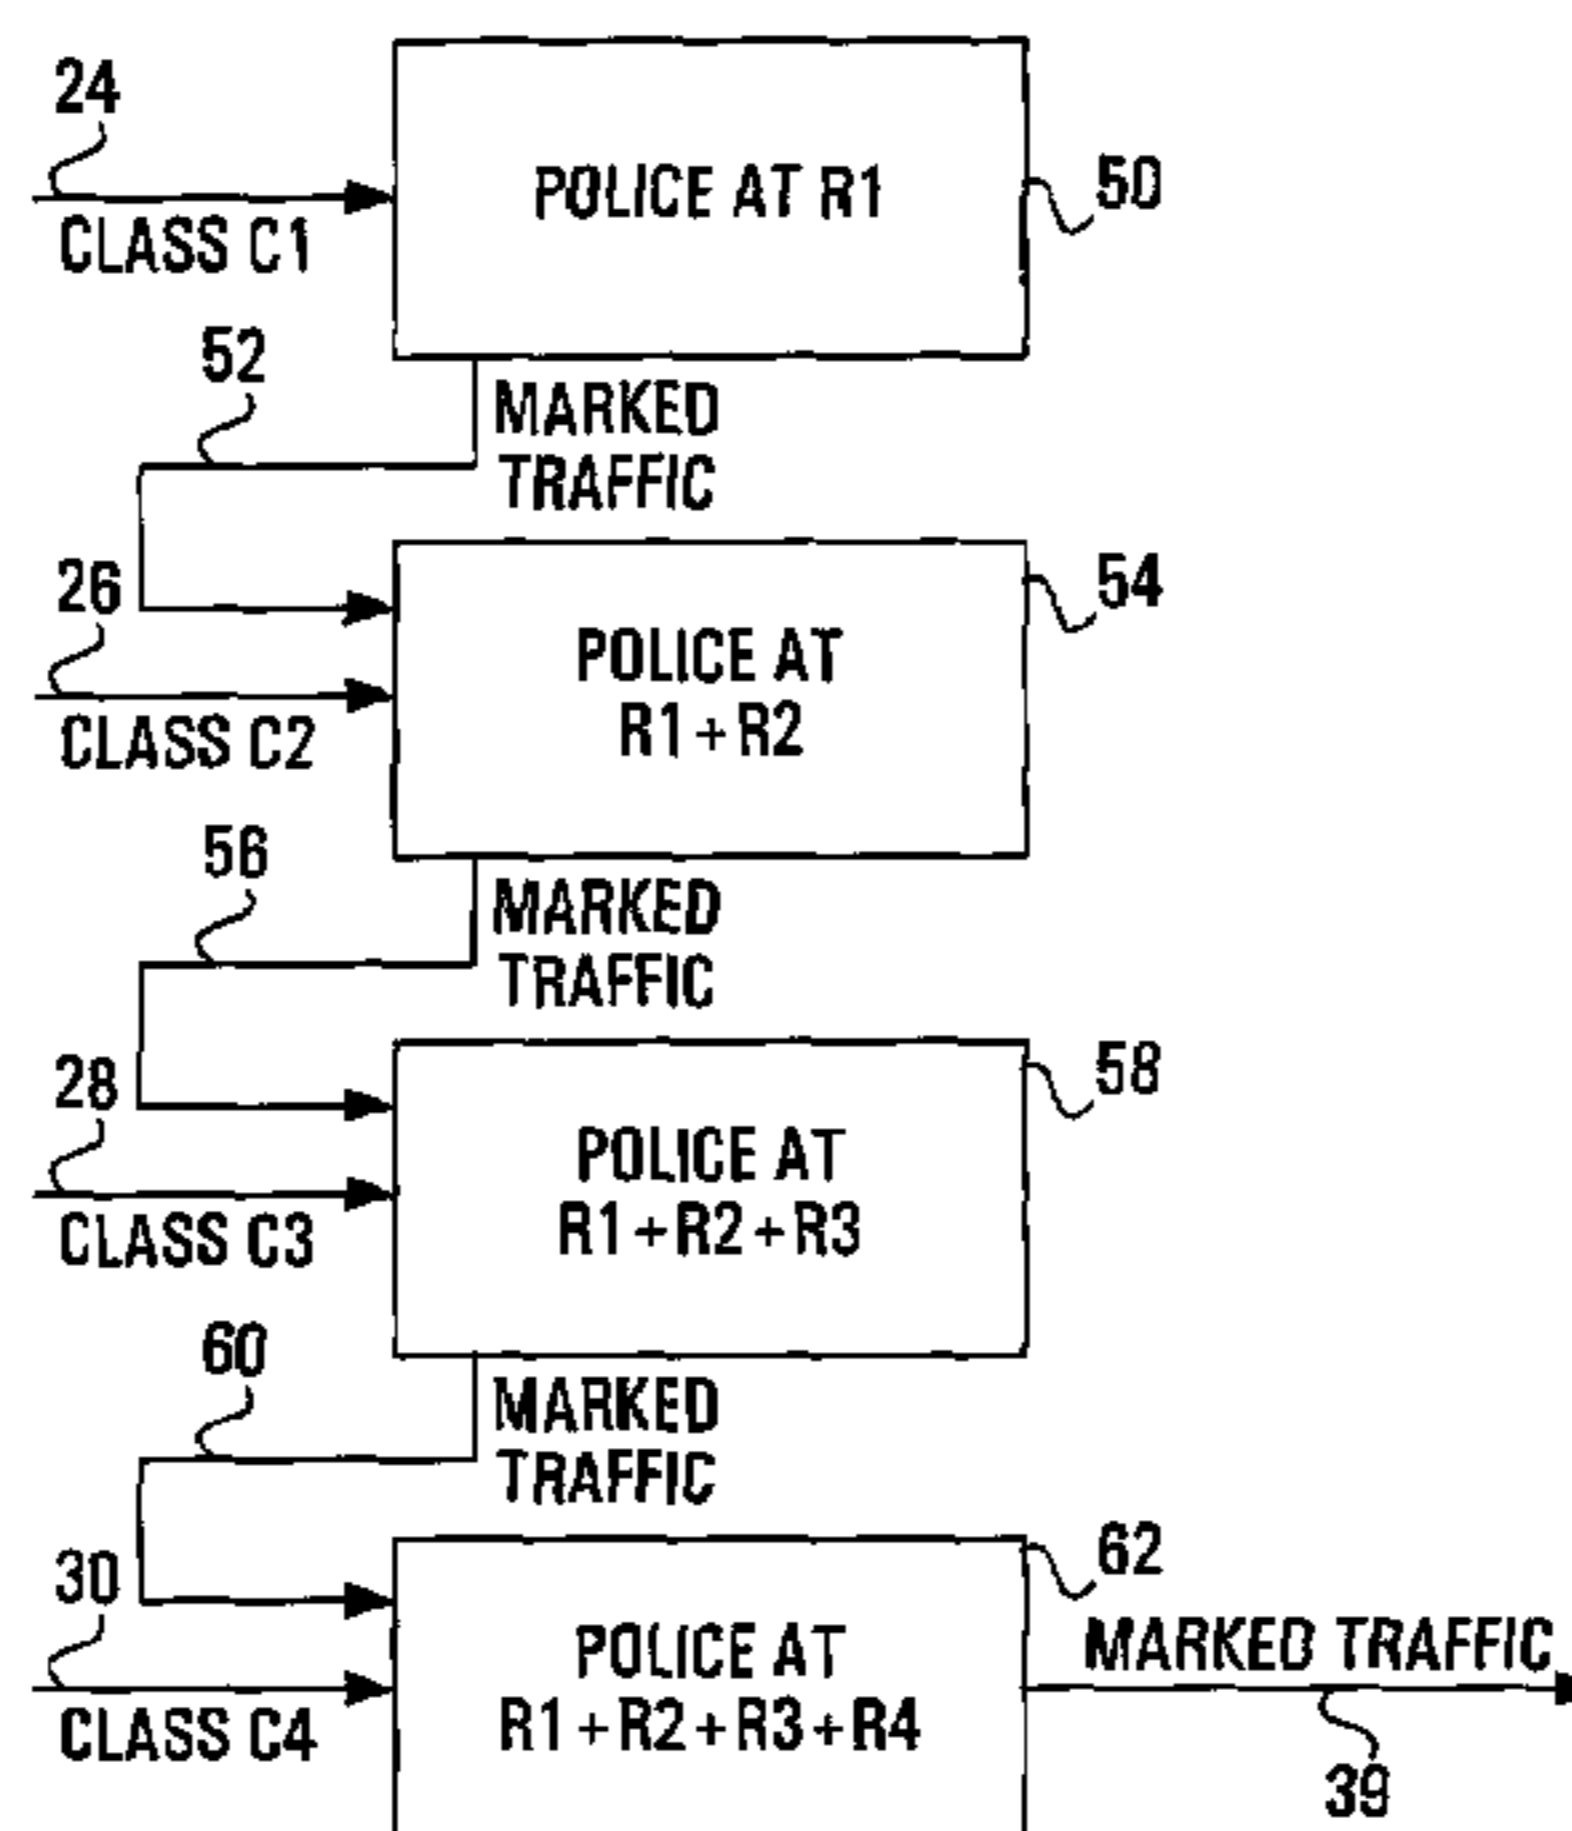 24
CLASS C1
POLICE AT R1
50
52
MARKED
TRAFFIC
26
CLASS C2
POLICE AT
R1+R2
54
56
MARKED
TRAFFIC
28
CLASS C3
POLICE AT
R1+R2+R3
58
60
MARKED
TRAFFIC
30
CLASS C4
POLICE AT
R1+R2+R3+R4
62
MARKED TRAFFIC
39